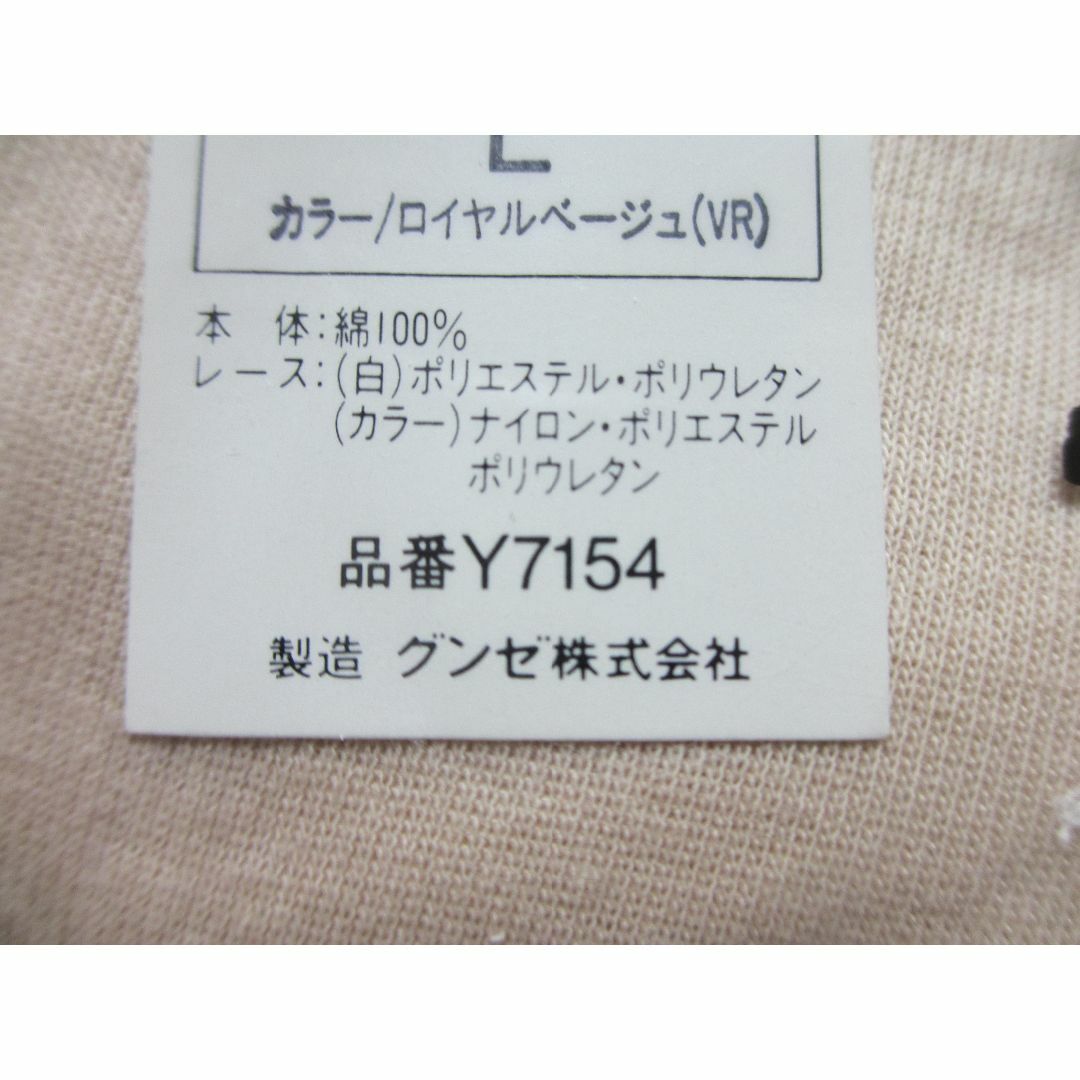 L
カラー/ロイヤルベージュ(VR)
本 体:綿100%
レース:(白)ポリエステル・ポリウレタン
(カラー)ナイロン・ポリエステル
ポリウレタン
品番Y7154
製造 グンゼ株式会社